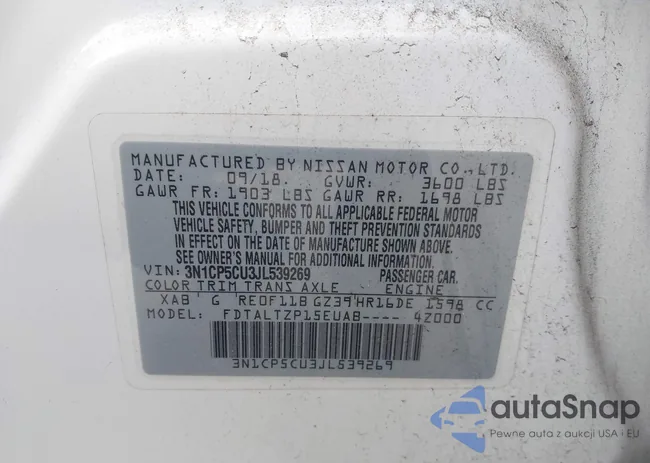 MANUFACTURED BY NISSAN MOTOR CO.,LTD.
DATE: 09/18. GVWR: 3600 LBS
GAWR FR: 1903 LBS GAWR RR: 1698 LBS
THIS VEHICLE CONFORMS TO ALL APPLICABLE FEDERAL MOTOR
VEHICLE SAFETY, BUMPER AND THEFT PREVENTION STANDARDS
IN EFFECT ON THE DATE OF MANUFACTURE SHOWN ABOVE.
SEE OWNER'S MANUAL FOR ADDITIONAL INFORMATION.
VIN: 3N1CP5CU3JL539269 PASSENGER CAR.
COLOR TRIM TRANS AXLE ENGINE
XAB G RE0F11B GZ39 HR16DE 1598 CC
MODEL: FDTALTZP15EUAB---- 42000
3N1CP5CU3JL539269
autaSnap
Pewne auta z aukcji USA i EU